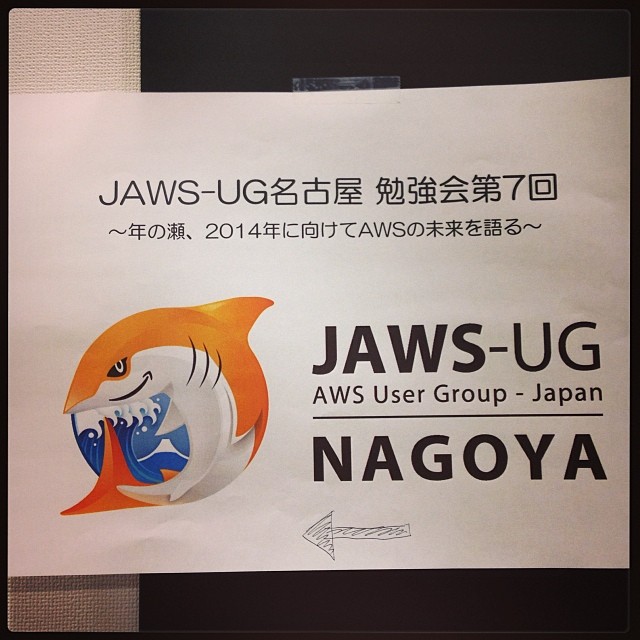 JAWS-UG名古屋 勉強会第7回
〜年の瀬、2014年に向けてAWSの未来を語る〜
JAWS-UG
AWS User Group - Japan
NAGOYA